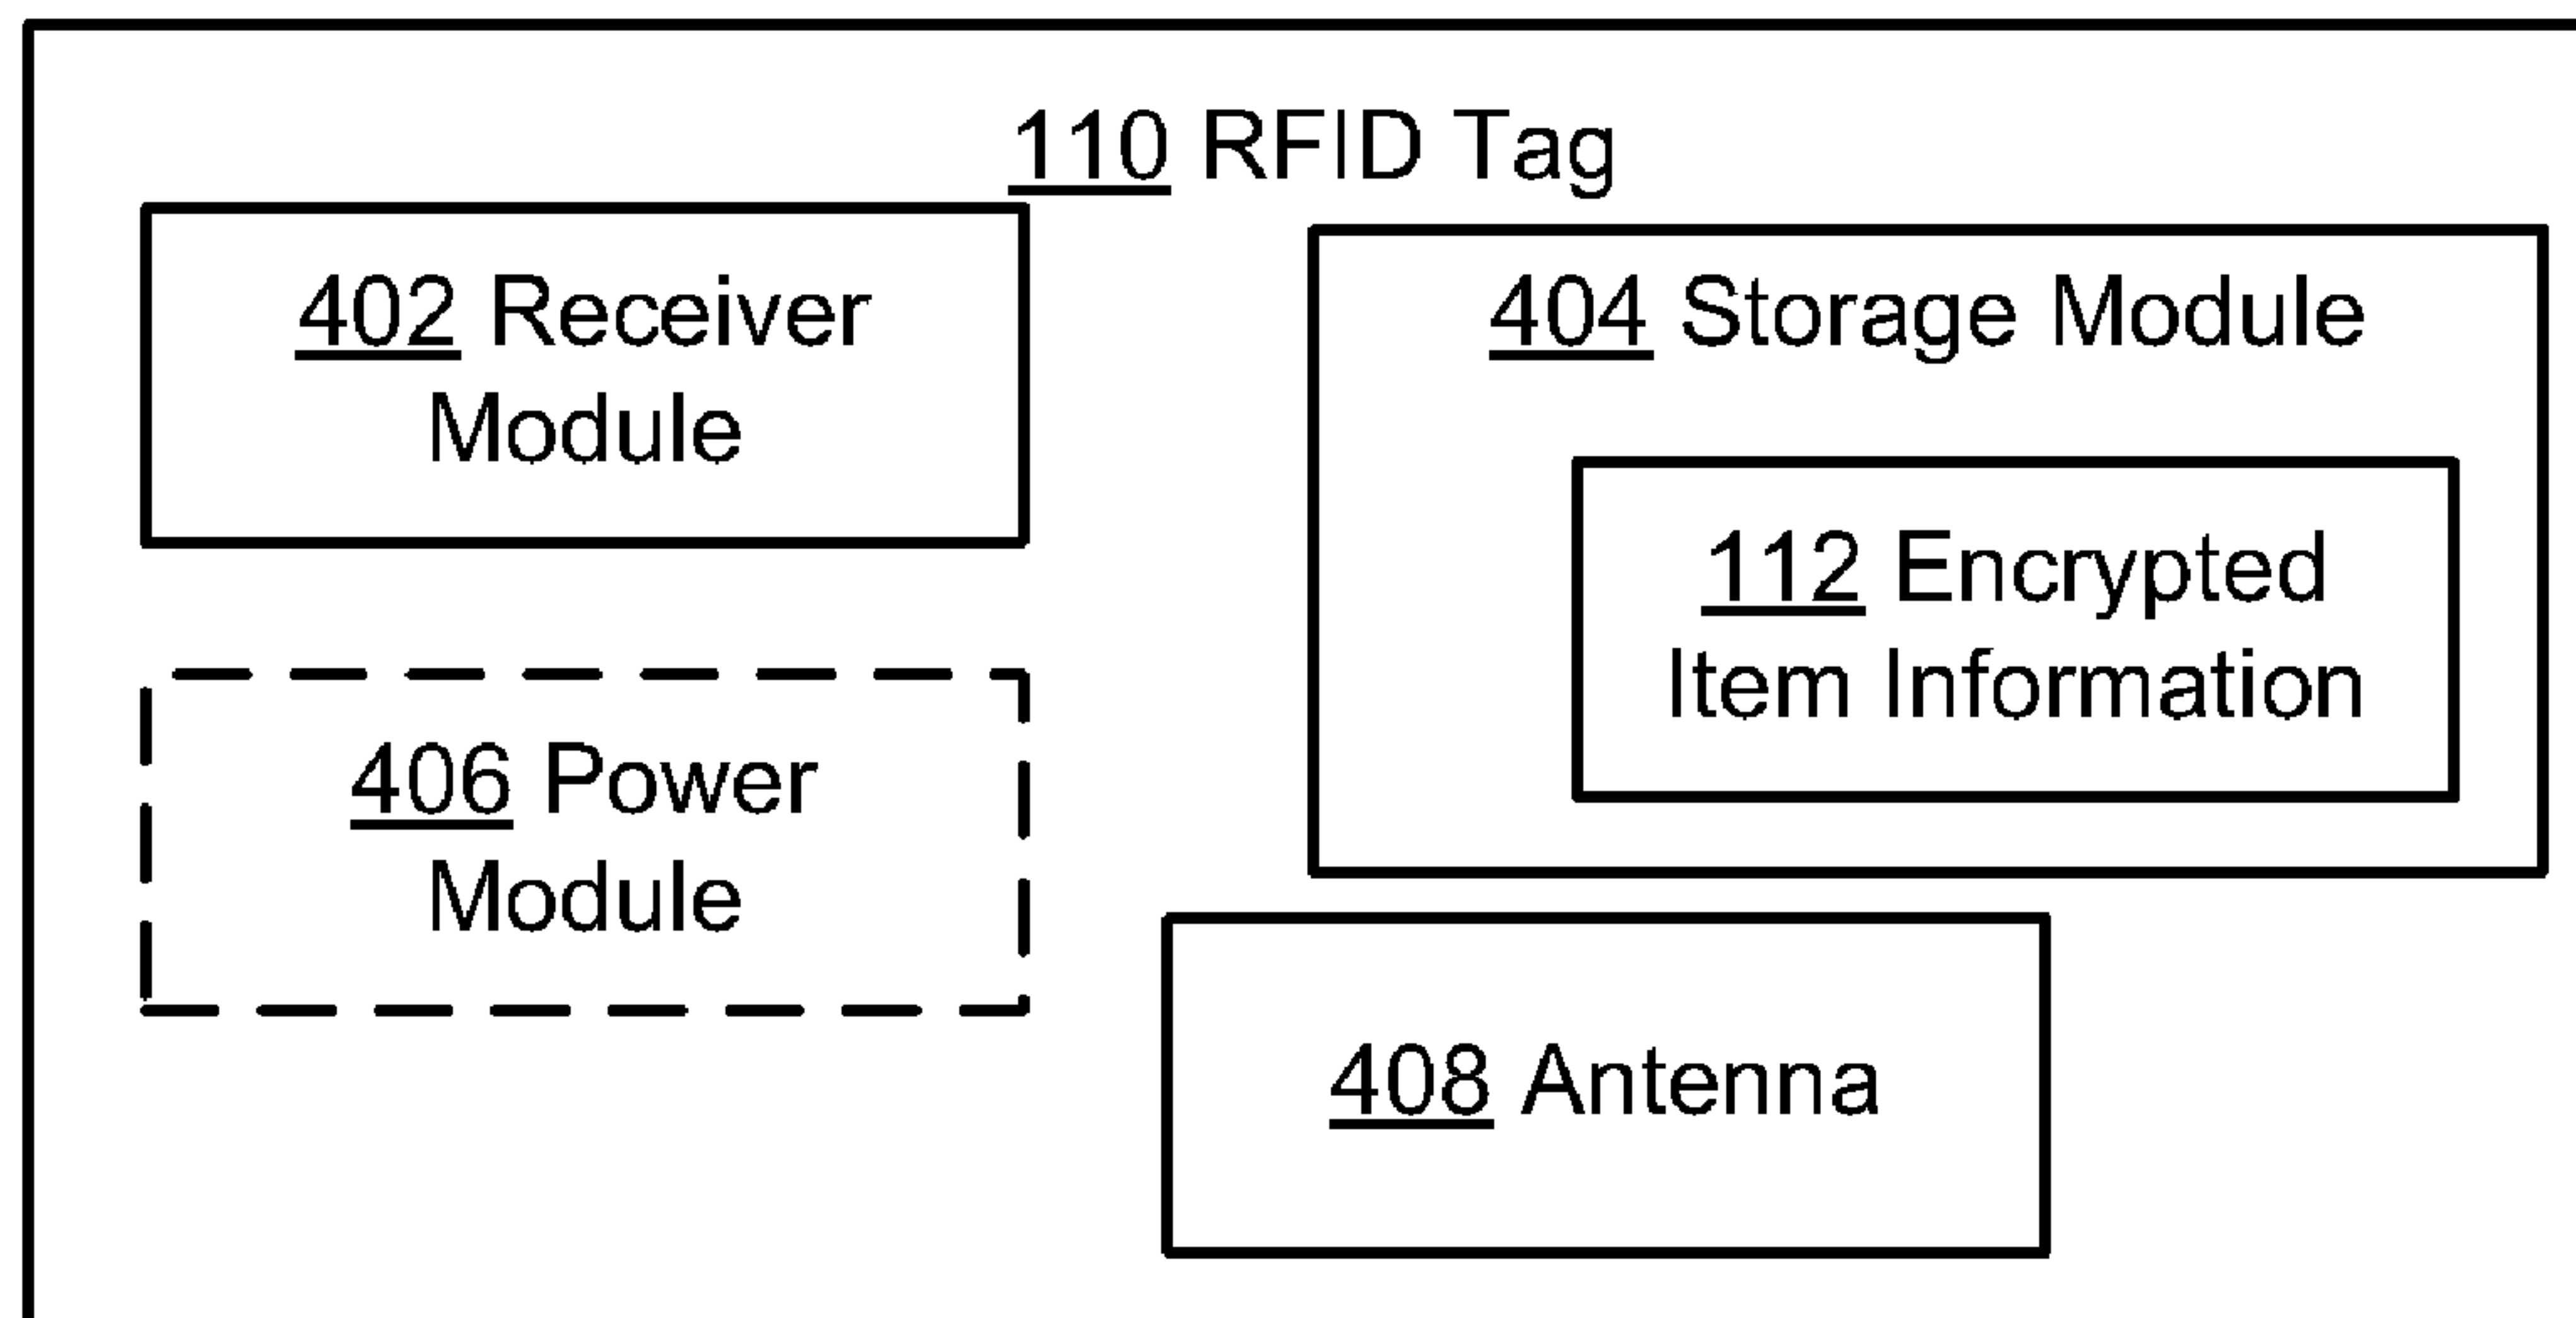 110 RFID Tag
402 Receiver
Module
404 Storage Module
112 Encrypted
Item Information
406 Power
Module
408 Antenna